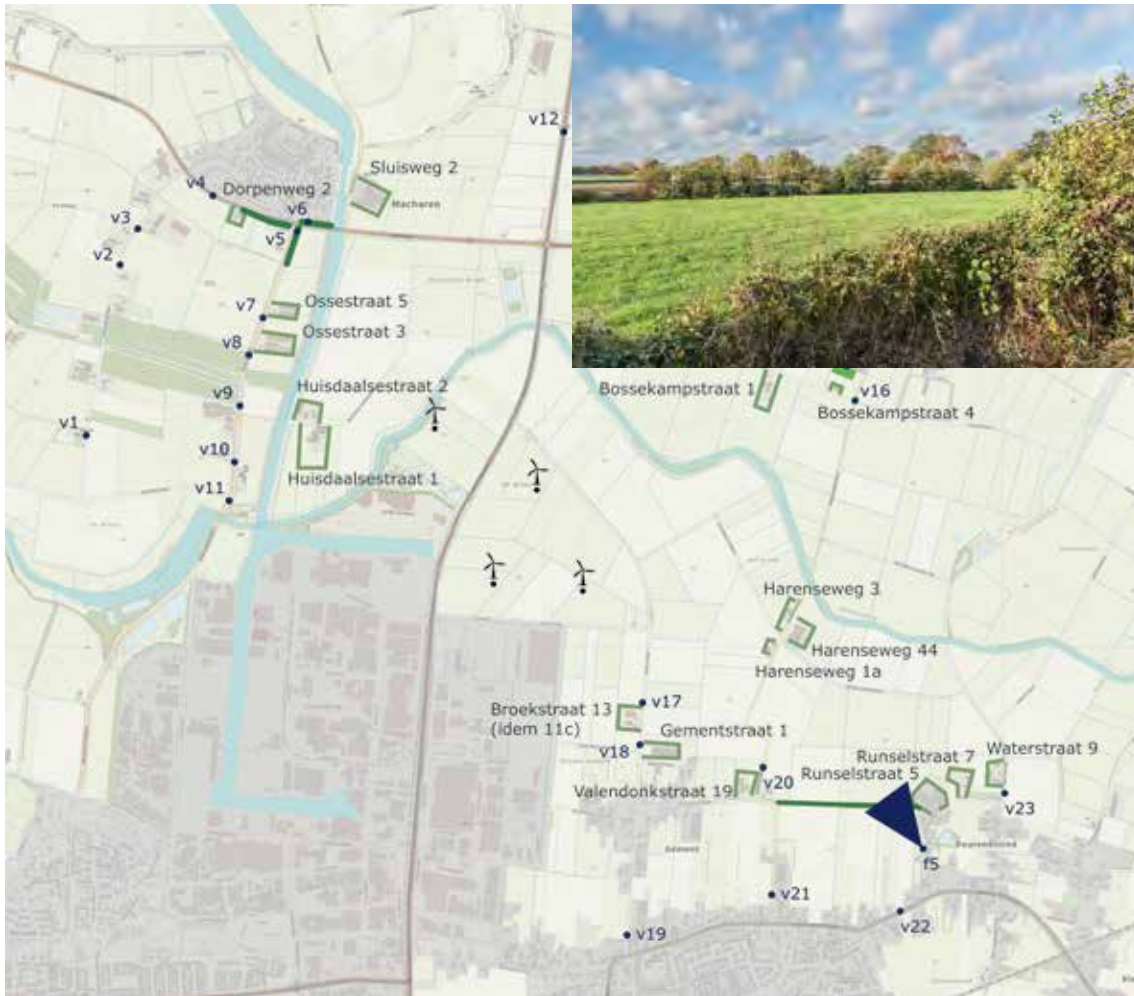 v12
Sluisweg 2
v4
Dorpenweg 2
Macharen
v6
v3
v5
v2
Ossestraat 5
v7
Ossestraat 3
v8
Huisdaalsestraat 2
Bossekampstraat 1
v16
Bossekampstraat 4
v9
v1
v10
Huisdaalsestraat 1
v11
Harenseweg 3
Harenseweg 44
Harenseweg 1a
v17
Broekstraat 13
(idem 11c)
Gementstraat 1
v18
Runselstraat 7
Waterstraat 9
Runselstraat 5
v20
Valendonkstraat 19
v23
f5
v21
v22
v19